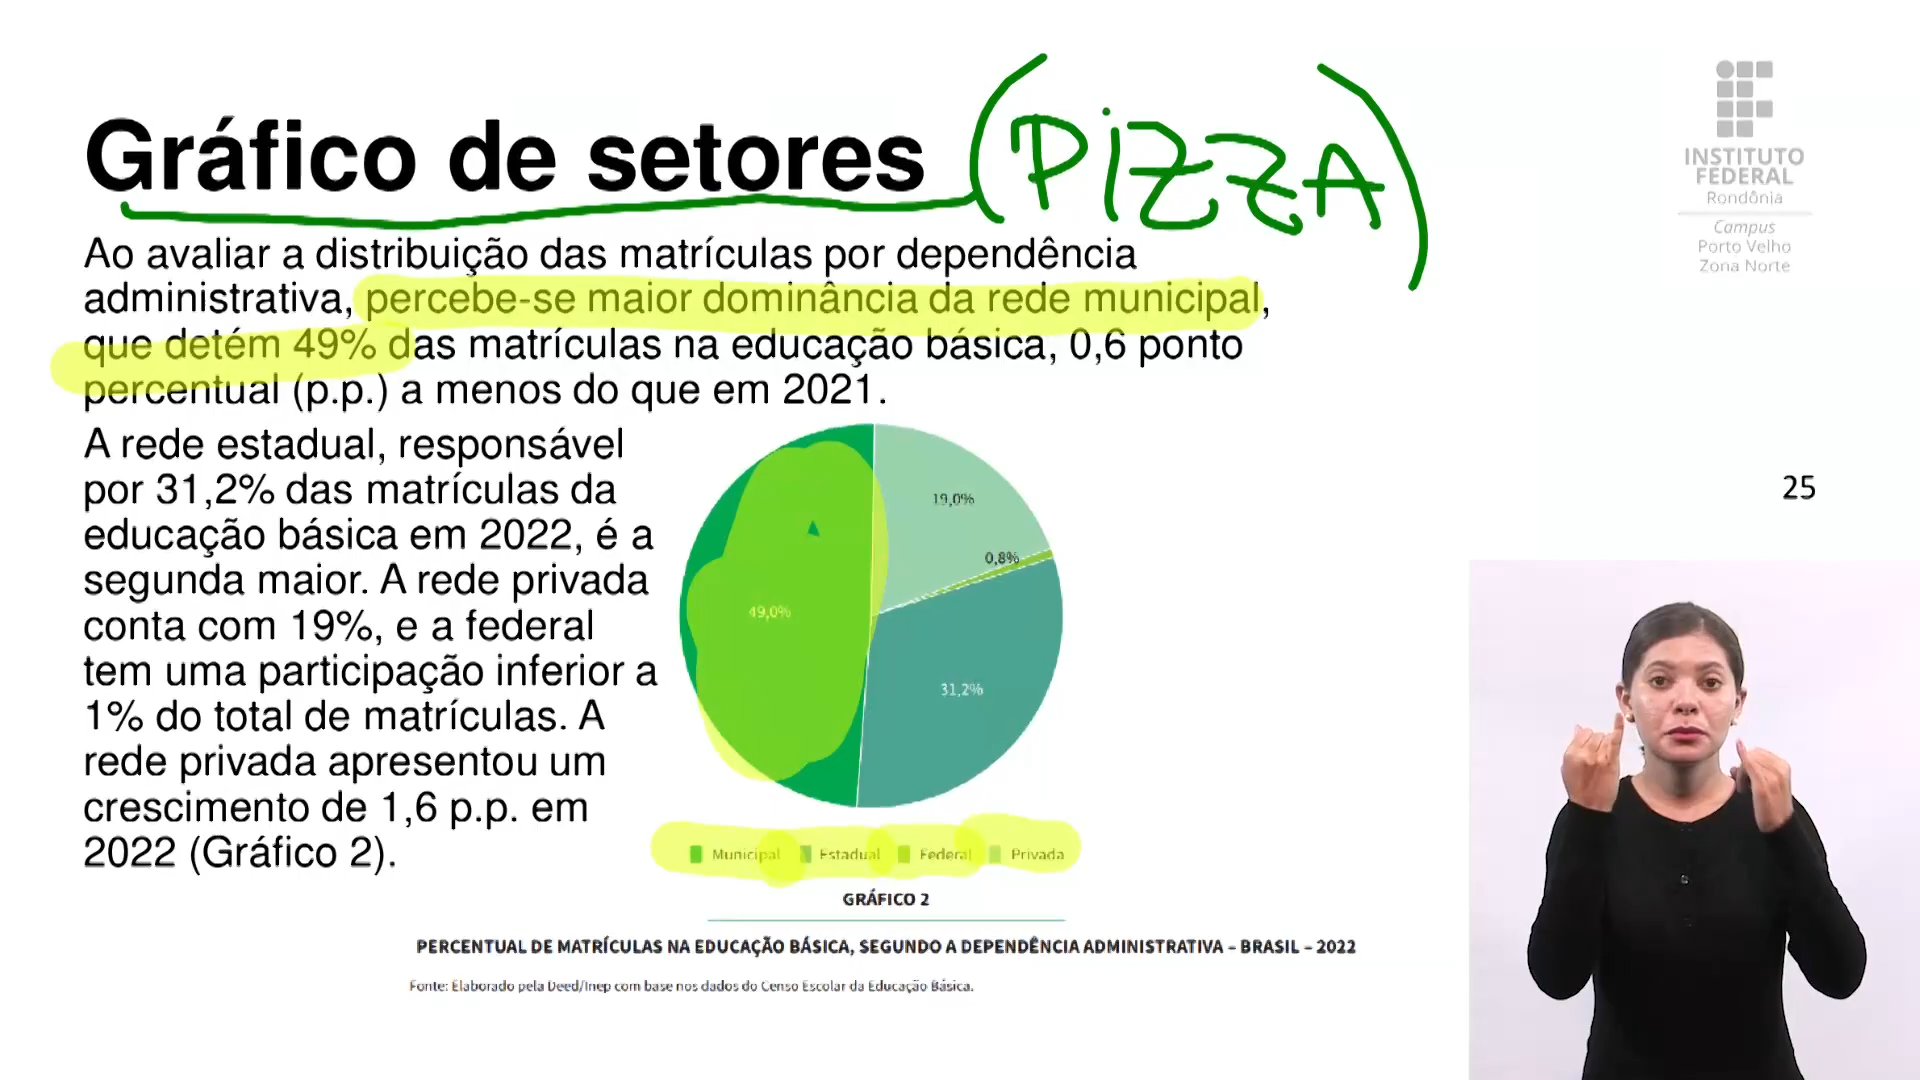 Gráfico de setores (PIZZA)
INSTITUTO
FEDERAL
Rondônia
Campus
Porto Velho
Zona Norte
Ao avaliar a distribuição das matrículas por dependência
administrativa, percebe-se maior dominância da rede municipal,
que detém 49% das matrículas na educação básica, 0,6 ponto
percentual (p.p.) a menos do que em 2021.
A rede estadual, responsável
por 31,2% das matrículas da
educação básica em 2022, é a
segunda maior. A rede privada
conta com 19%, e a federal
tem uma participação inferior a
1% do total de matrículas. A
rede privada apresentou um
crescimento de 1,6 p.p. em
2022 (Gráfico 2).
19,0%
0,8%
49,0%
31,2%
Municipal Estadual Federal Privada
GRÁFICO 2
PERCENTUAL DE MATRÍCULAS NA EDUCAÇÃO BÁSICA, SEGUNDO A DEPENDÊNCIA ADMINISTRATIVA – BRASIL – 2022
Fonte: Elaborado pela Deed/Inep com base nos dados do Censo Escolar da Educação Básica.
25